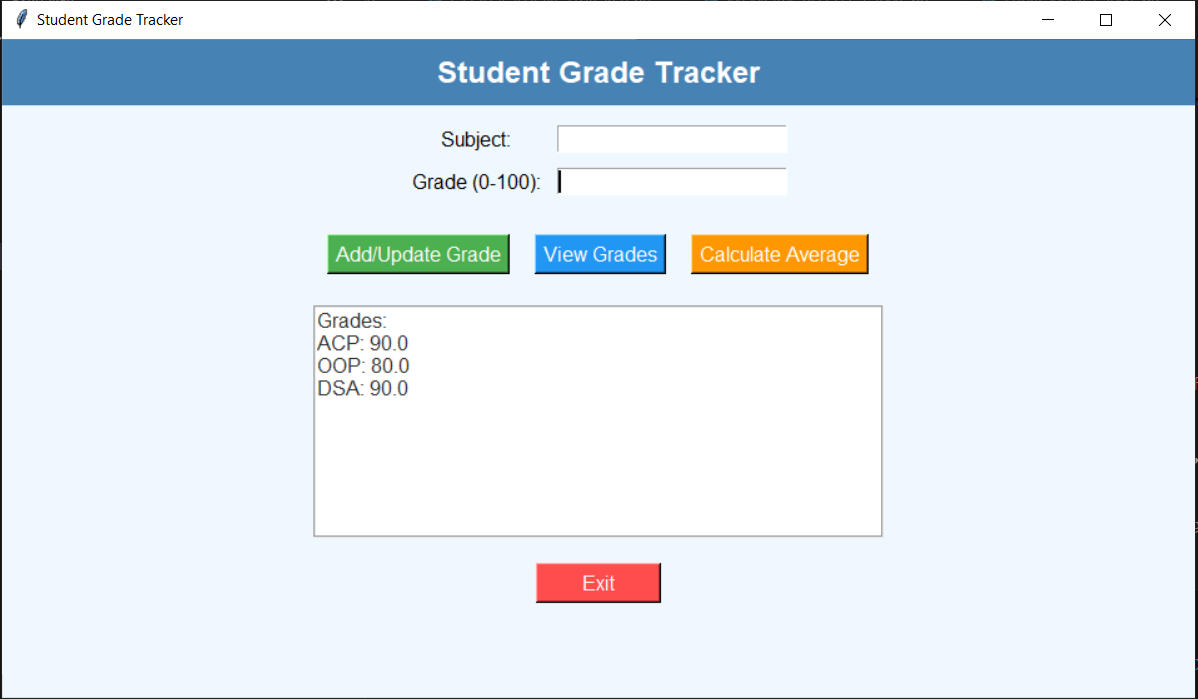 Student Grade Tracker
Student Grade Tracker
Subject:
Grade (0-100):
Add/Update Grade View Grades Calculate Average
Grades:
ACP: 90.0
OOP: 80.0
DSA: 90.0
Exit